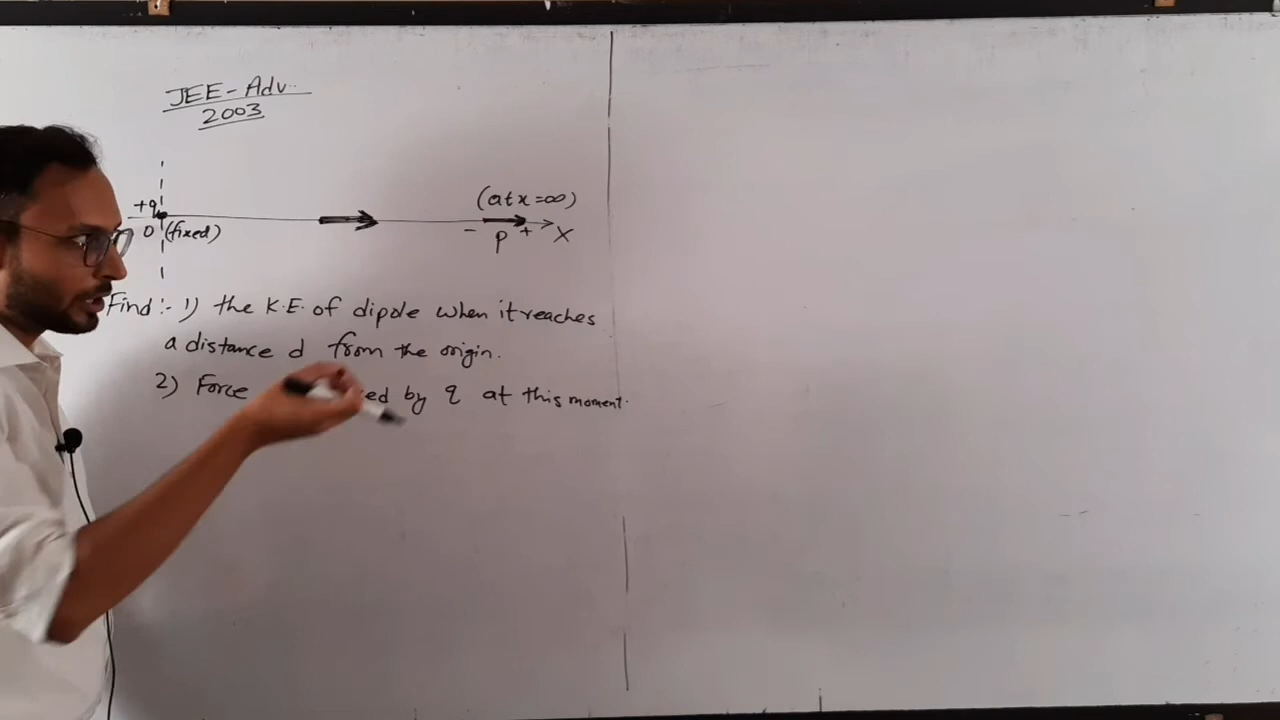 JEE-Adv.
2003
(at x=∞)
+q
0 (fixed)
- P + X
Find :- 1) the K.E. of dipole when it reaches
a distance d from the origin.
2) Force by q at this moment.